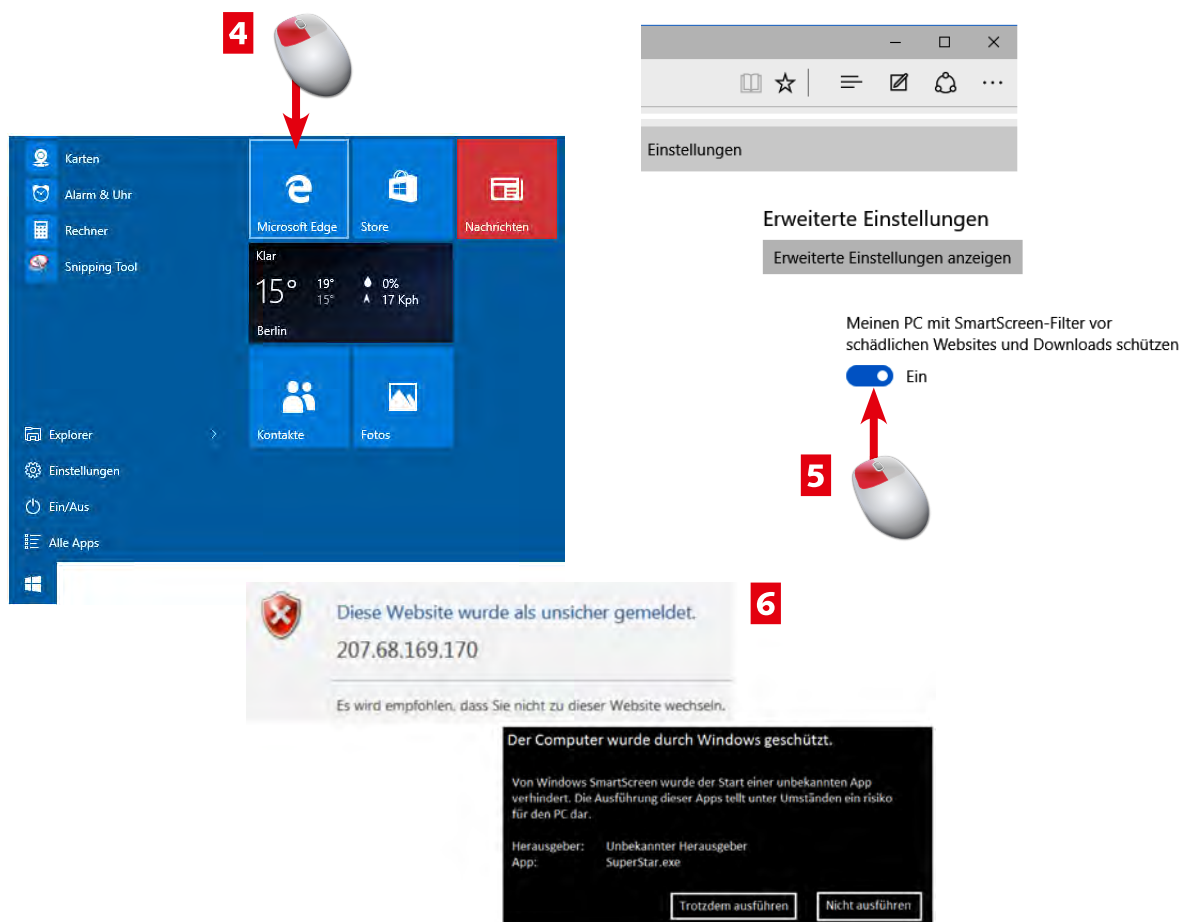 4
Karten
Alarm & Uhr
Rechner
Snipping Tool
Explorer
Einstellungen
Ein/Aus
Alle Apps
Microsoft Edge
Store
Nachrichten
Klar
15° 19° 0%
15° 17 Kph
Berlin
Kontakte
Fotos
Einstellungen
Erweiterte Einstellungen
Erweiterte Einstellungen anzeigen
Meinen PC mit SmartScreen-Filter vor
schädlichen Websites und Downloads schützen
Ein
5
6
Diese Website wurde als unsicher gemeldet.
207.68.169.170
Es wird empfohlen, dass Sie nicht zu dieser Website wechseln.
Der Computer wurde durch Windows geschützt.
Von Windows SmartScreen wurde der Start einer unbekannten App
verhindert. Die Ausführung dieser Apps tellt unter Umständen ein risiko
für den PC dar.
Herausgeber: Unbekannter Herausgeber
App: SuperStar.exe
Trotzdem ausführen
Nicht ausführen